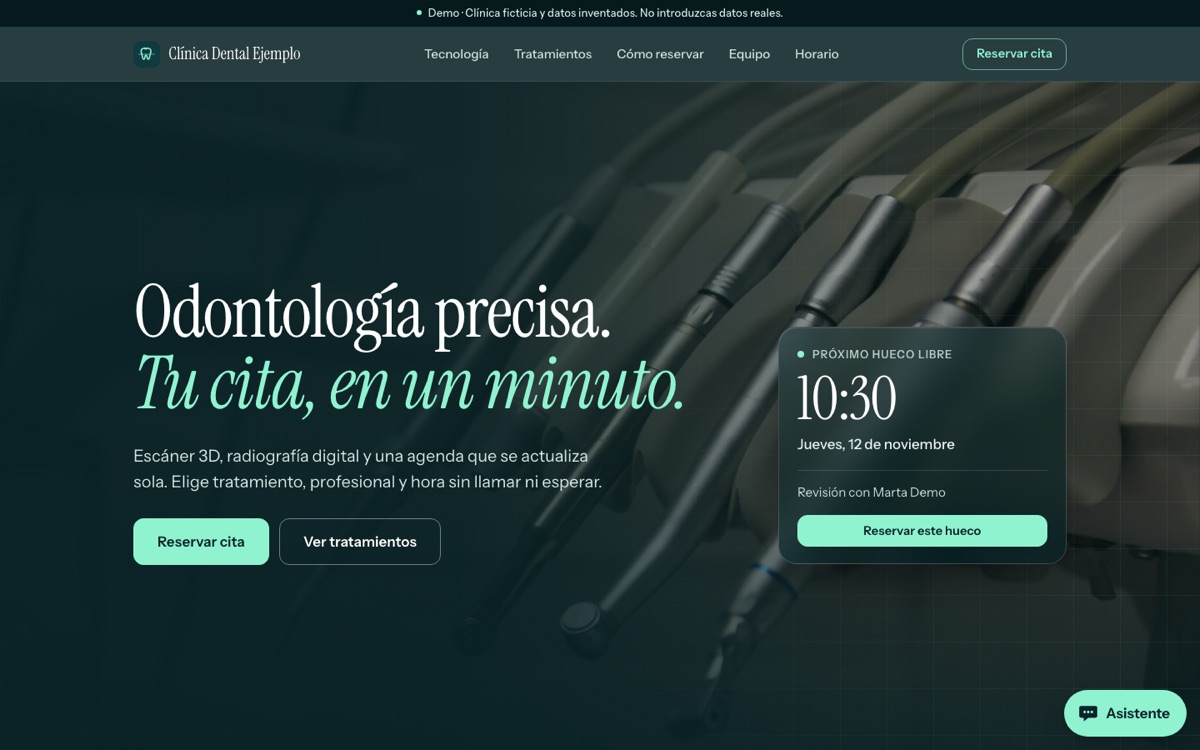 Demo · Clínica ficticia y datos inventados. No introduzcas datos reales.
Clínica Dental Ejemplo
Tecnología
Tratamientos
Cómo reservar
Equipo
Horario
Reservar cita
Odontología precisa.
Tu cita, en un minuto.
Escáner 3D, radiografía digital y una agenda que se actualiza
sola. Elige tratamiento, profesional y hora sin llamar ni esperar.
Reservar cita
Ver tratamientos
PRÓXIMO HUECO LIBRE
10:30
Jueves, 12 de noviembre
Revisión con Marta Demo
Reservar este hueco
Asistente